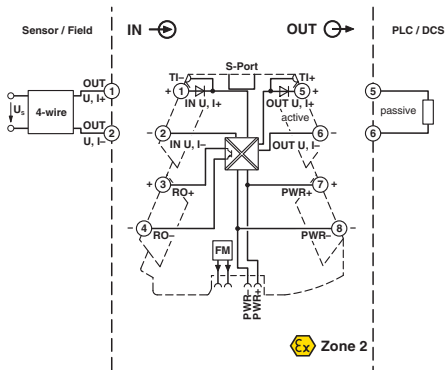 Sensor / Field
IN
OUT
PLC / DCS
S-Port
TI–
TI+
OUT
U, I+
1
+
1
IN U, I+
5
+
OUT U, I+
active
5
Us
4-wire
passive
OUT
U, I–
2
–
2
IN U, I–
OUT U, I–
6
–
6
+
3
RO+
PWR+
7
+
–
4
RO–
PWR–
8
–
FM
PWR–
PWR+
Ex
Zone 2